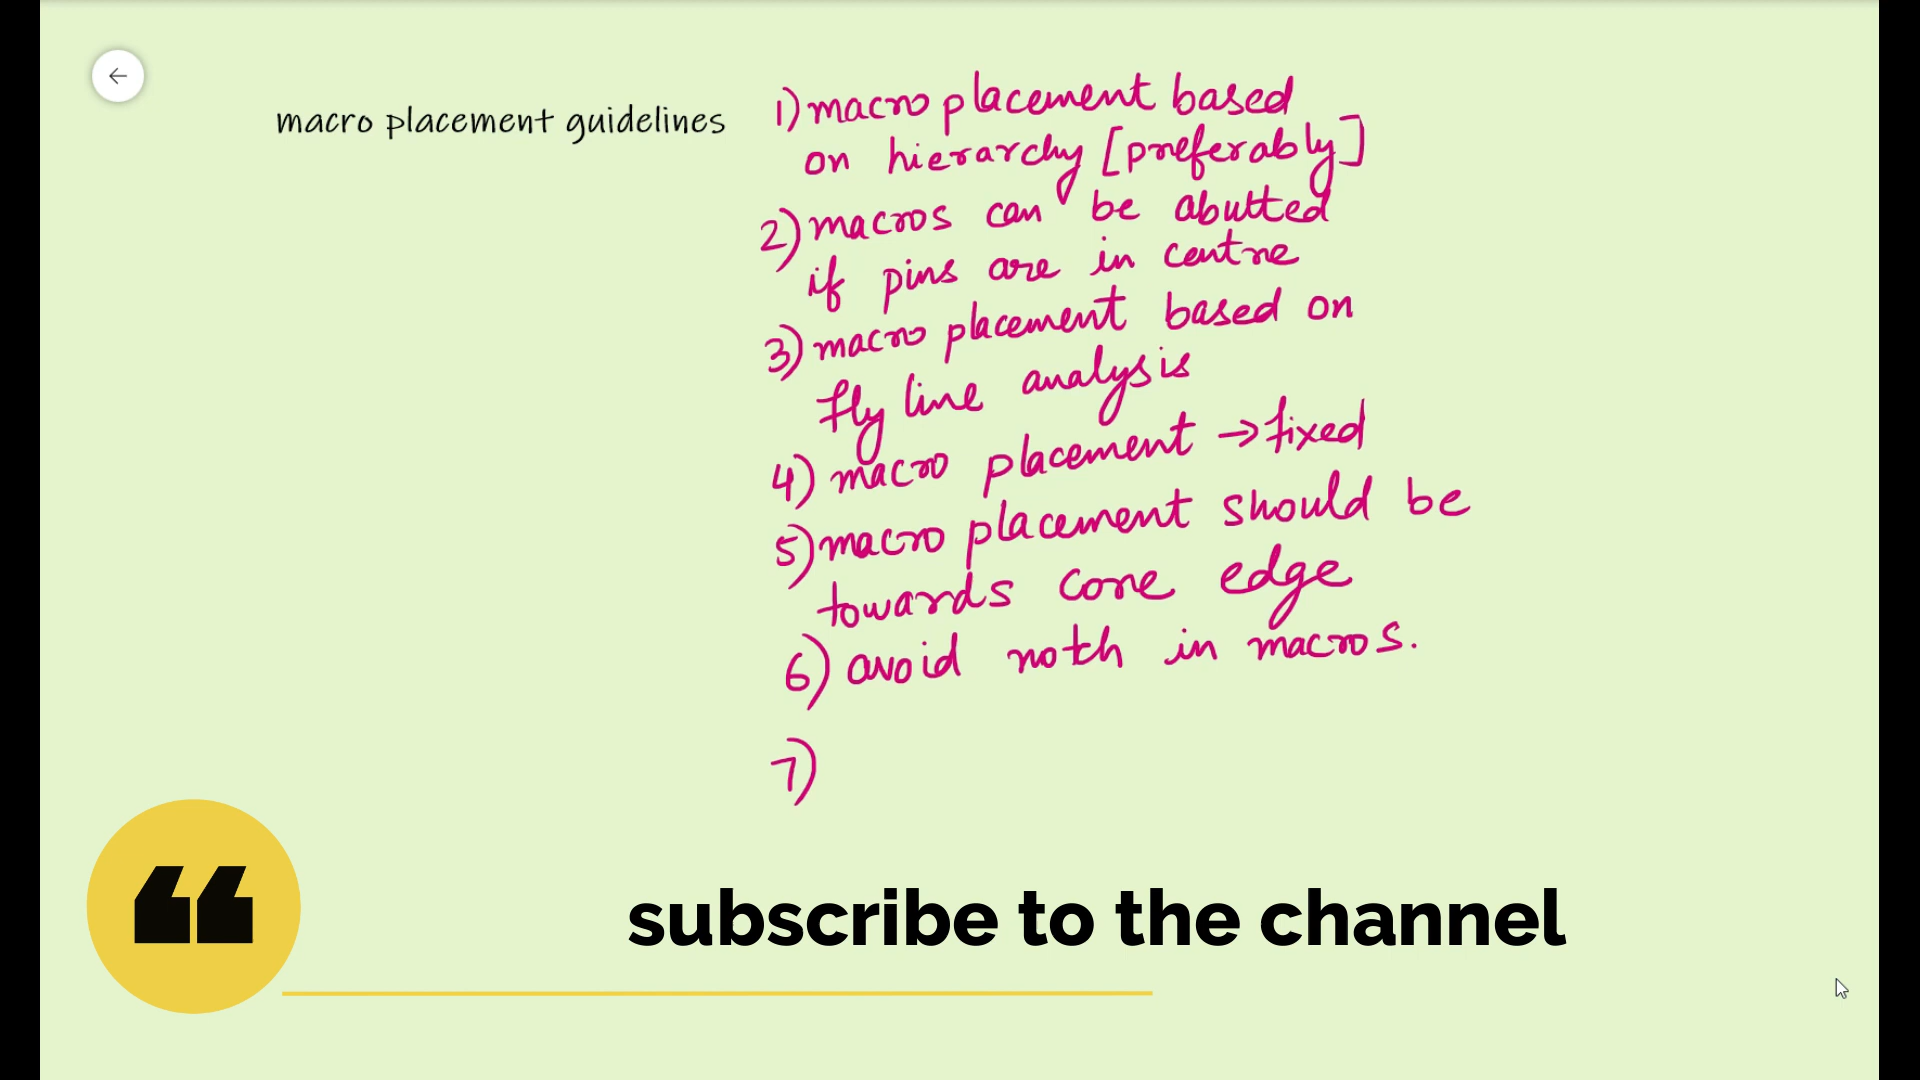 macro placement guidelines
1) macro placement based
on hierarchy [preferably]
2) macros can be abutted
if pins are in centre
3) macro placement based on
fly line analysis
4) macro placement → fixed
5) macro placement should be
towards core edge
6) avoid notch in macros.
7)
❝
subscribe to the channel